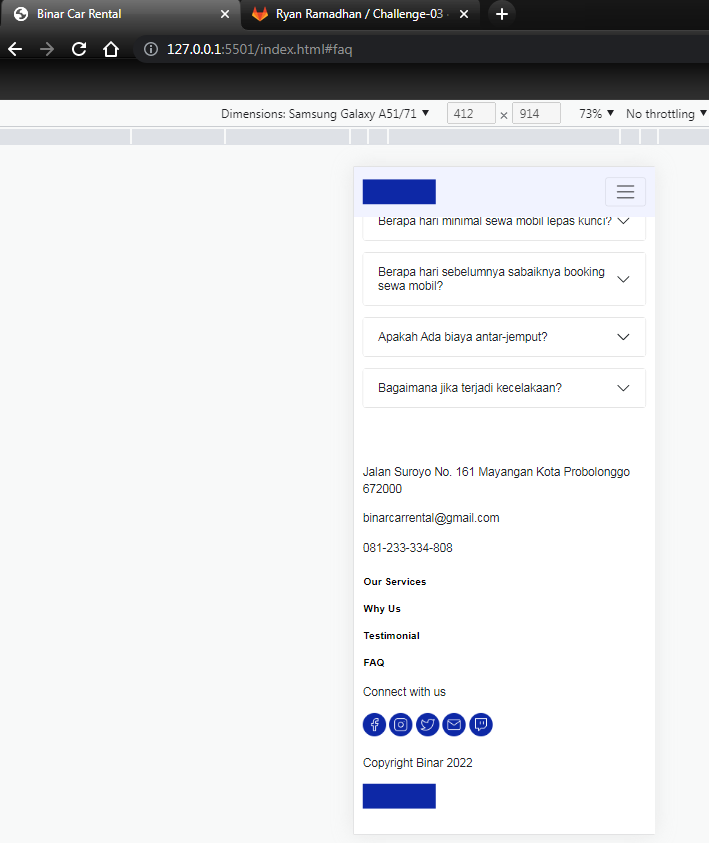 Binar Car Rental
Ryan Ramadhan / Challenge-03
127.0.0.1:5501/index.html#faq
Dimensions: Samsung Galaxy A51/71 ▼ 412 × 914 73% ▼ No throttling ▼
Berapa hari minimal sewa mobil lepas kunci?
Berapa hari sebelumnya sabaiknya booking
sewa mobil?
Apakah Ada biaya antar-jemput?
Bagaimana jika terjadi kecelakaan?
Jalan Suroyo No. 161 Mayangan Kota Probolonggo
672000
binarcarrental@gmail.com
081-233-334-808
Our Services
Why Us
Testimonial
FAQ
Connect with us
Copyright Binar 2022